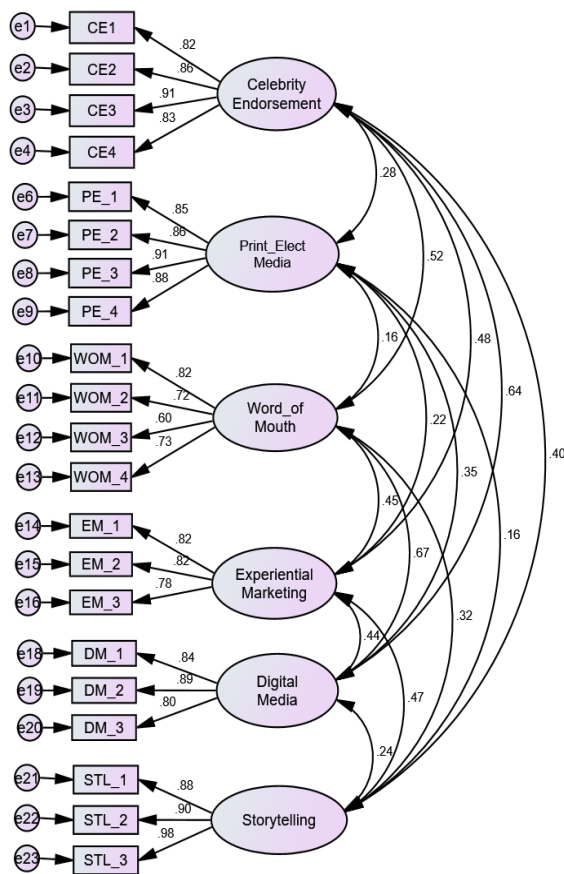 e1 CE1
.82
e2 CE2
.86
Celebrity
Endorsement
e3 CE3
.91
e4 CE4
.83
.28
e6 PE_1
.85
e7 PE_2
.86
Print_Elect
Media
e8 PE_3
.91
e9 PE_4
.88
.52
.16
.48
e10 WOM_1
.82
e11 WOM_2
.72
Word_of
Mouth
e12 WOM_3
.60
e13 WOM_4
.73
.64
.22
.40
.35
.45
e14 EM_1
.82
e15 EM_2
.82
Experiential
Marketing
e16 EM_3
.78
.16
.67
.32
.44
e18 DM_1
.84
e19 DM_2
.89
Digital
Media
e20 DM_3
.80
.47
.24
e21 STL_1
.88
e22 STL_2
.90
Storytelling
e23 STL_3
.98